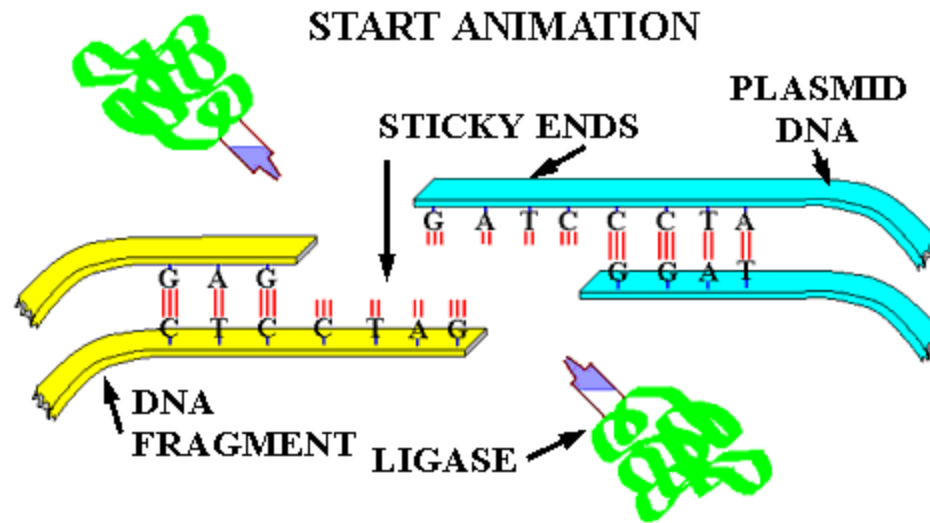 START ANIMATION
PLASMID
DNA
STICKY ENDS
G A T C C C T A
G G A T
G A G
C T C C T A G
DNA
FRAGMENT
LIGASE